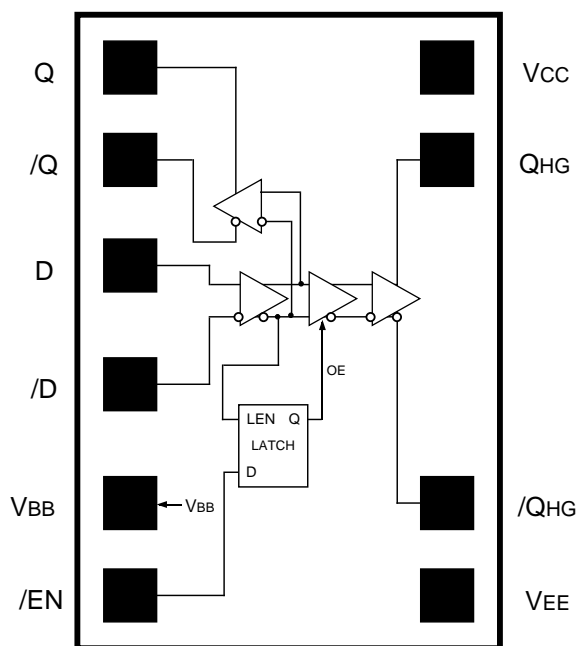 Q
VCC
/Q
QHG
D
/D
OE
LEN Q
LATCH
D
VBB
VBB
/QHG
/EN
VEE